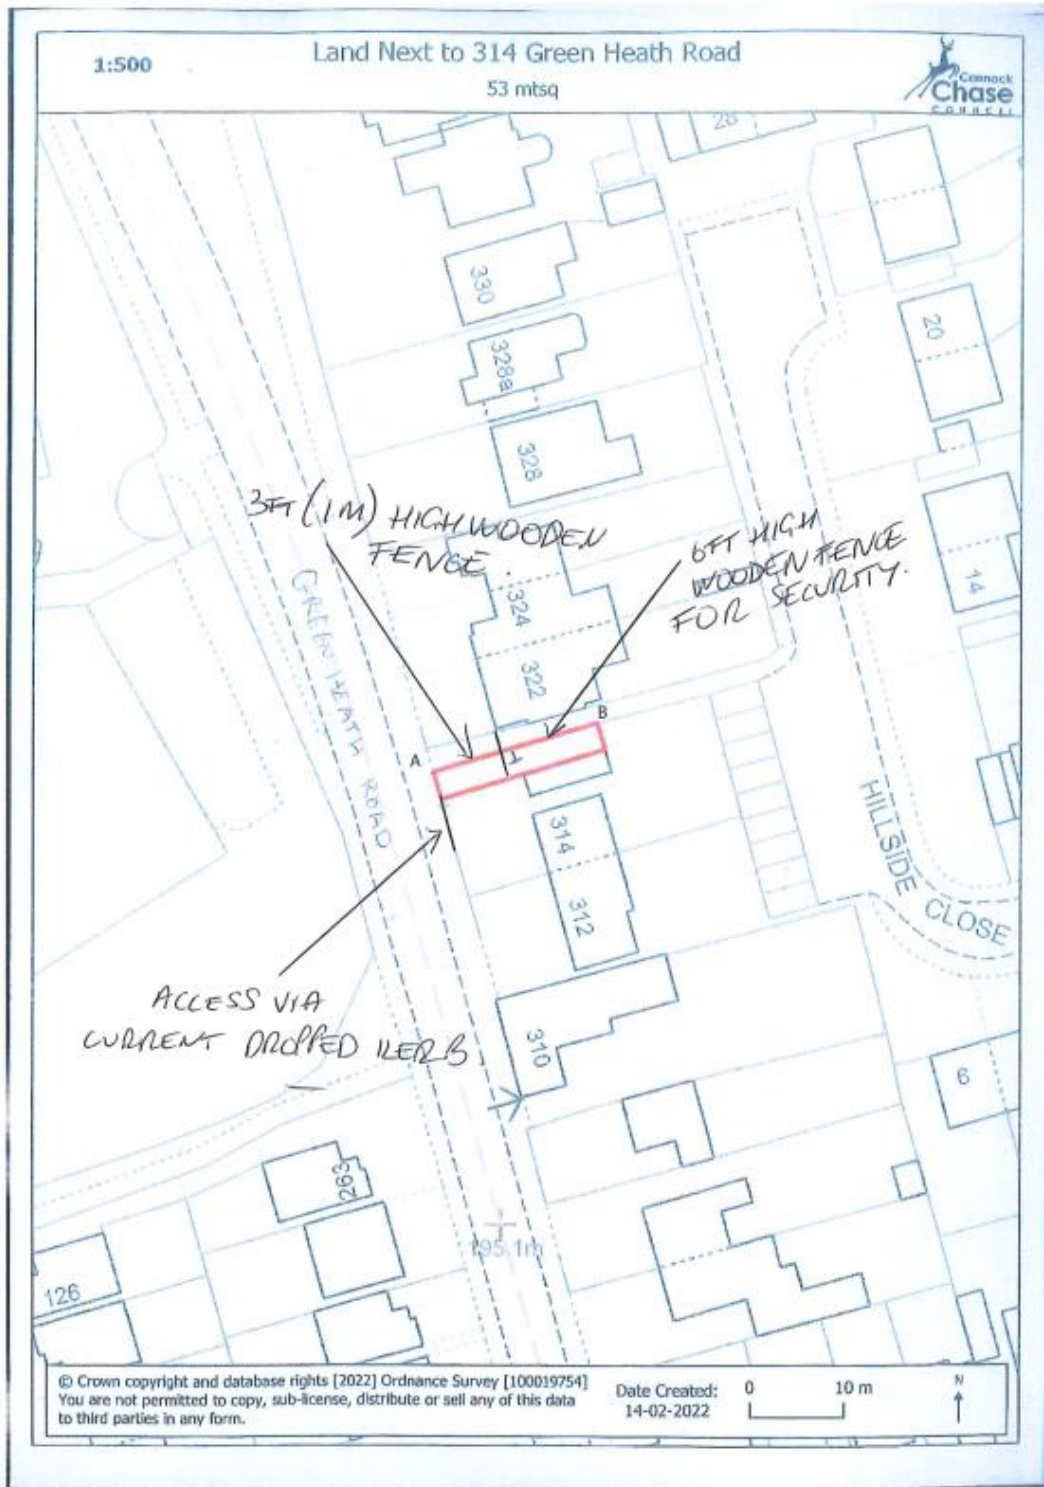 1:500
Land Next to 314 Green Heath Road
53 mtsq
Cannock
Chase
COUNCIL
28
330
20
328a
328
3FT (1M) HIGH WOODEN
FENCE.
6FT HIGH
WOODEN FENCE
FOR SECURITY.
14
324
322
GREEN HEATH ROAD
A
B
314
312
HILLSIDE
CLOSE
ACCESS VIA
CURRENT DROPPED KERB
310
6
263
195.1m
126
© Crown copyright and database rights [2022] Ordnance Survey [100019754]
You are not permitted to copy, sub-license, distribute or sell any of this data
to third parties in any form.
Date Created:
14-02-2022
0 10 m
N